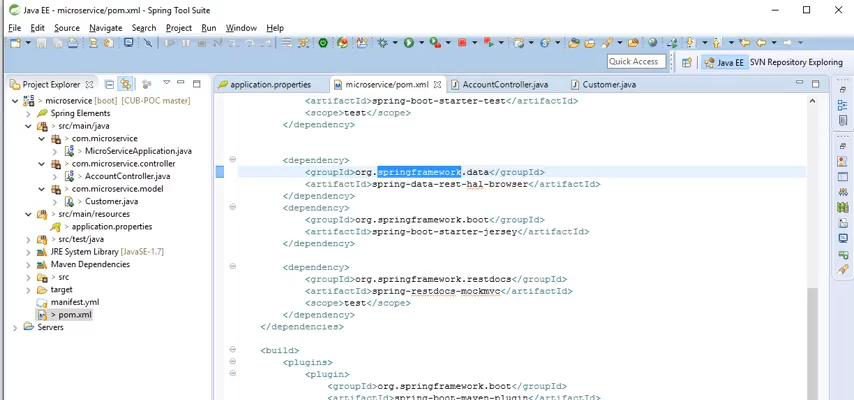 Java EE - microservice/pom.xml - Spring Tool Suite
File Edit Source Navigate Search Project Run Window Help
Quick Access
Java EE
SVN Repository Exploring
Project Explorer
microservice [boot] [CUB-POC master]
Spring Elements
> src/main/java
> com.microservice
> MicroServiceApplication.java
> com.microservice.controller
> AccountController.java
> com.microservice.model
> Customer.java
> src/main/resources
> application.properties
> src/test/java
JRE System Library [JavaSE-1.7]
Maven Dependencies
> src
target
manifest.yml
> pom.xml
Servers
application.properties
microservice/pom.xml
AccountController.java
Customer.java
<artifactId>spring-boot-starter-test</artifactId>
<scope>test</scope>
</dependency>
<dependency>
<groupId>org.springframework.data</groupId>
<artifactId>spring-data-rest-hal-browser</artifactId>
</dependency>
<dependency>
<groupId>org.springframework.boot</groupId>
<artifactId>spring-boot-starter-jersey</artifactId>
</dependency>
<dependency>
<groupId>org.springframework.restdocs</groupId>
<artifactId>spring-restdocs-mockmvc</artifactId>
<scope>test</scope>
</dependency>
</dependencies>
<build>
<plugins>
<plugin>
<groupId>org.springframework.boot</groupId>
<artifactId>spring-boot-maven-plugin</artifactId>